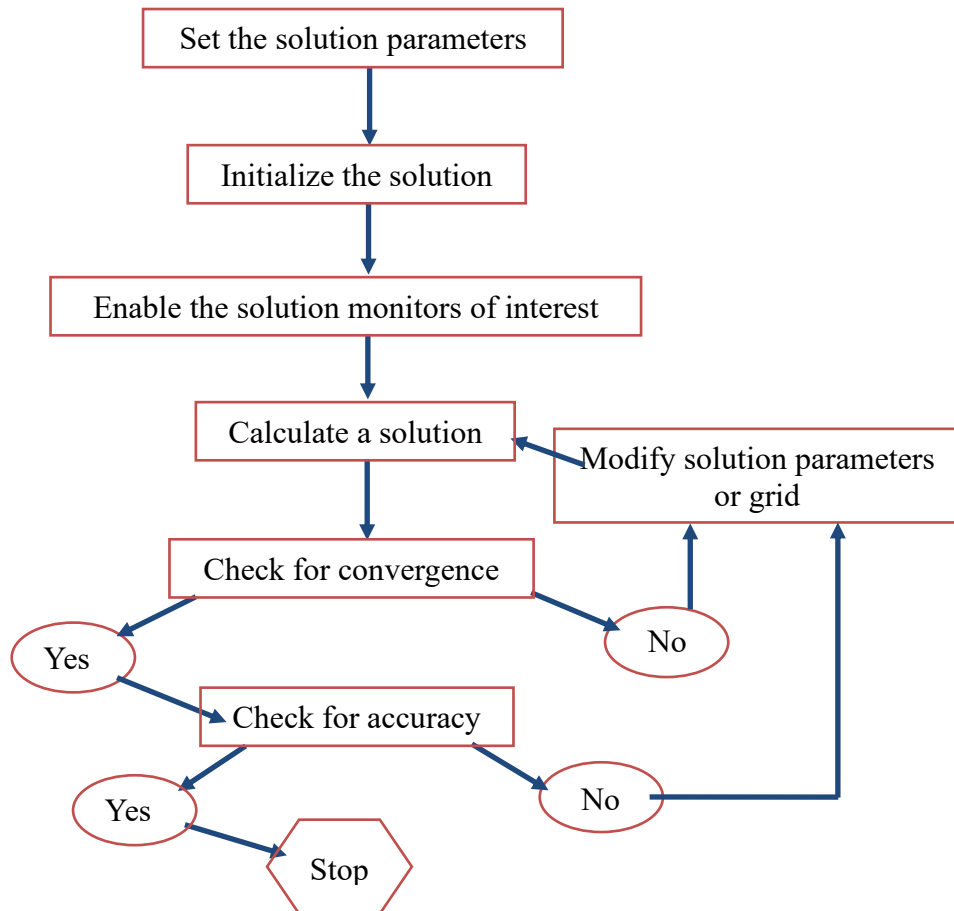 Set the solution parameters
Initialize the solution
Enable the solution monitors of interest
Calculate a solution
Modify solution parameters
or grid
Check for convergence
Yes
No
Check for accuracy
Yes
No
Stop